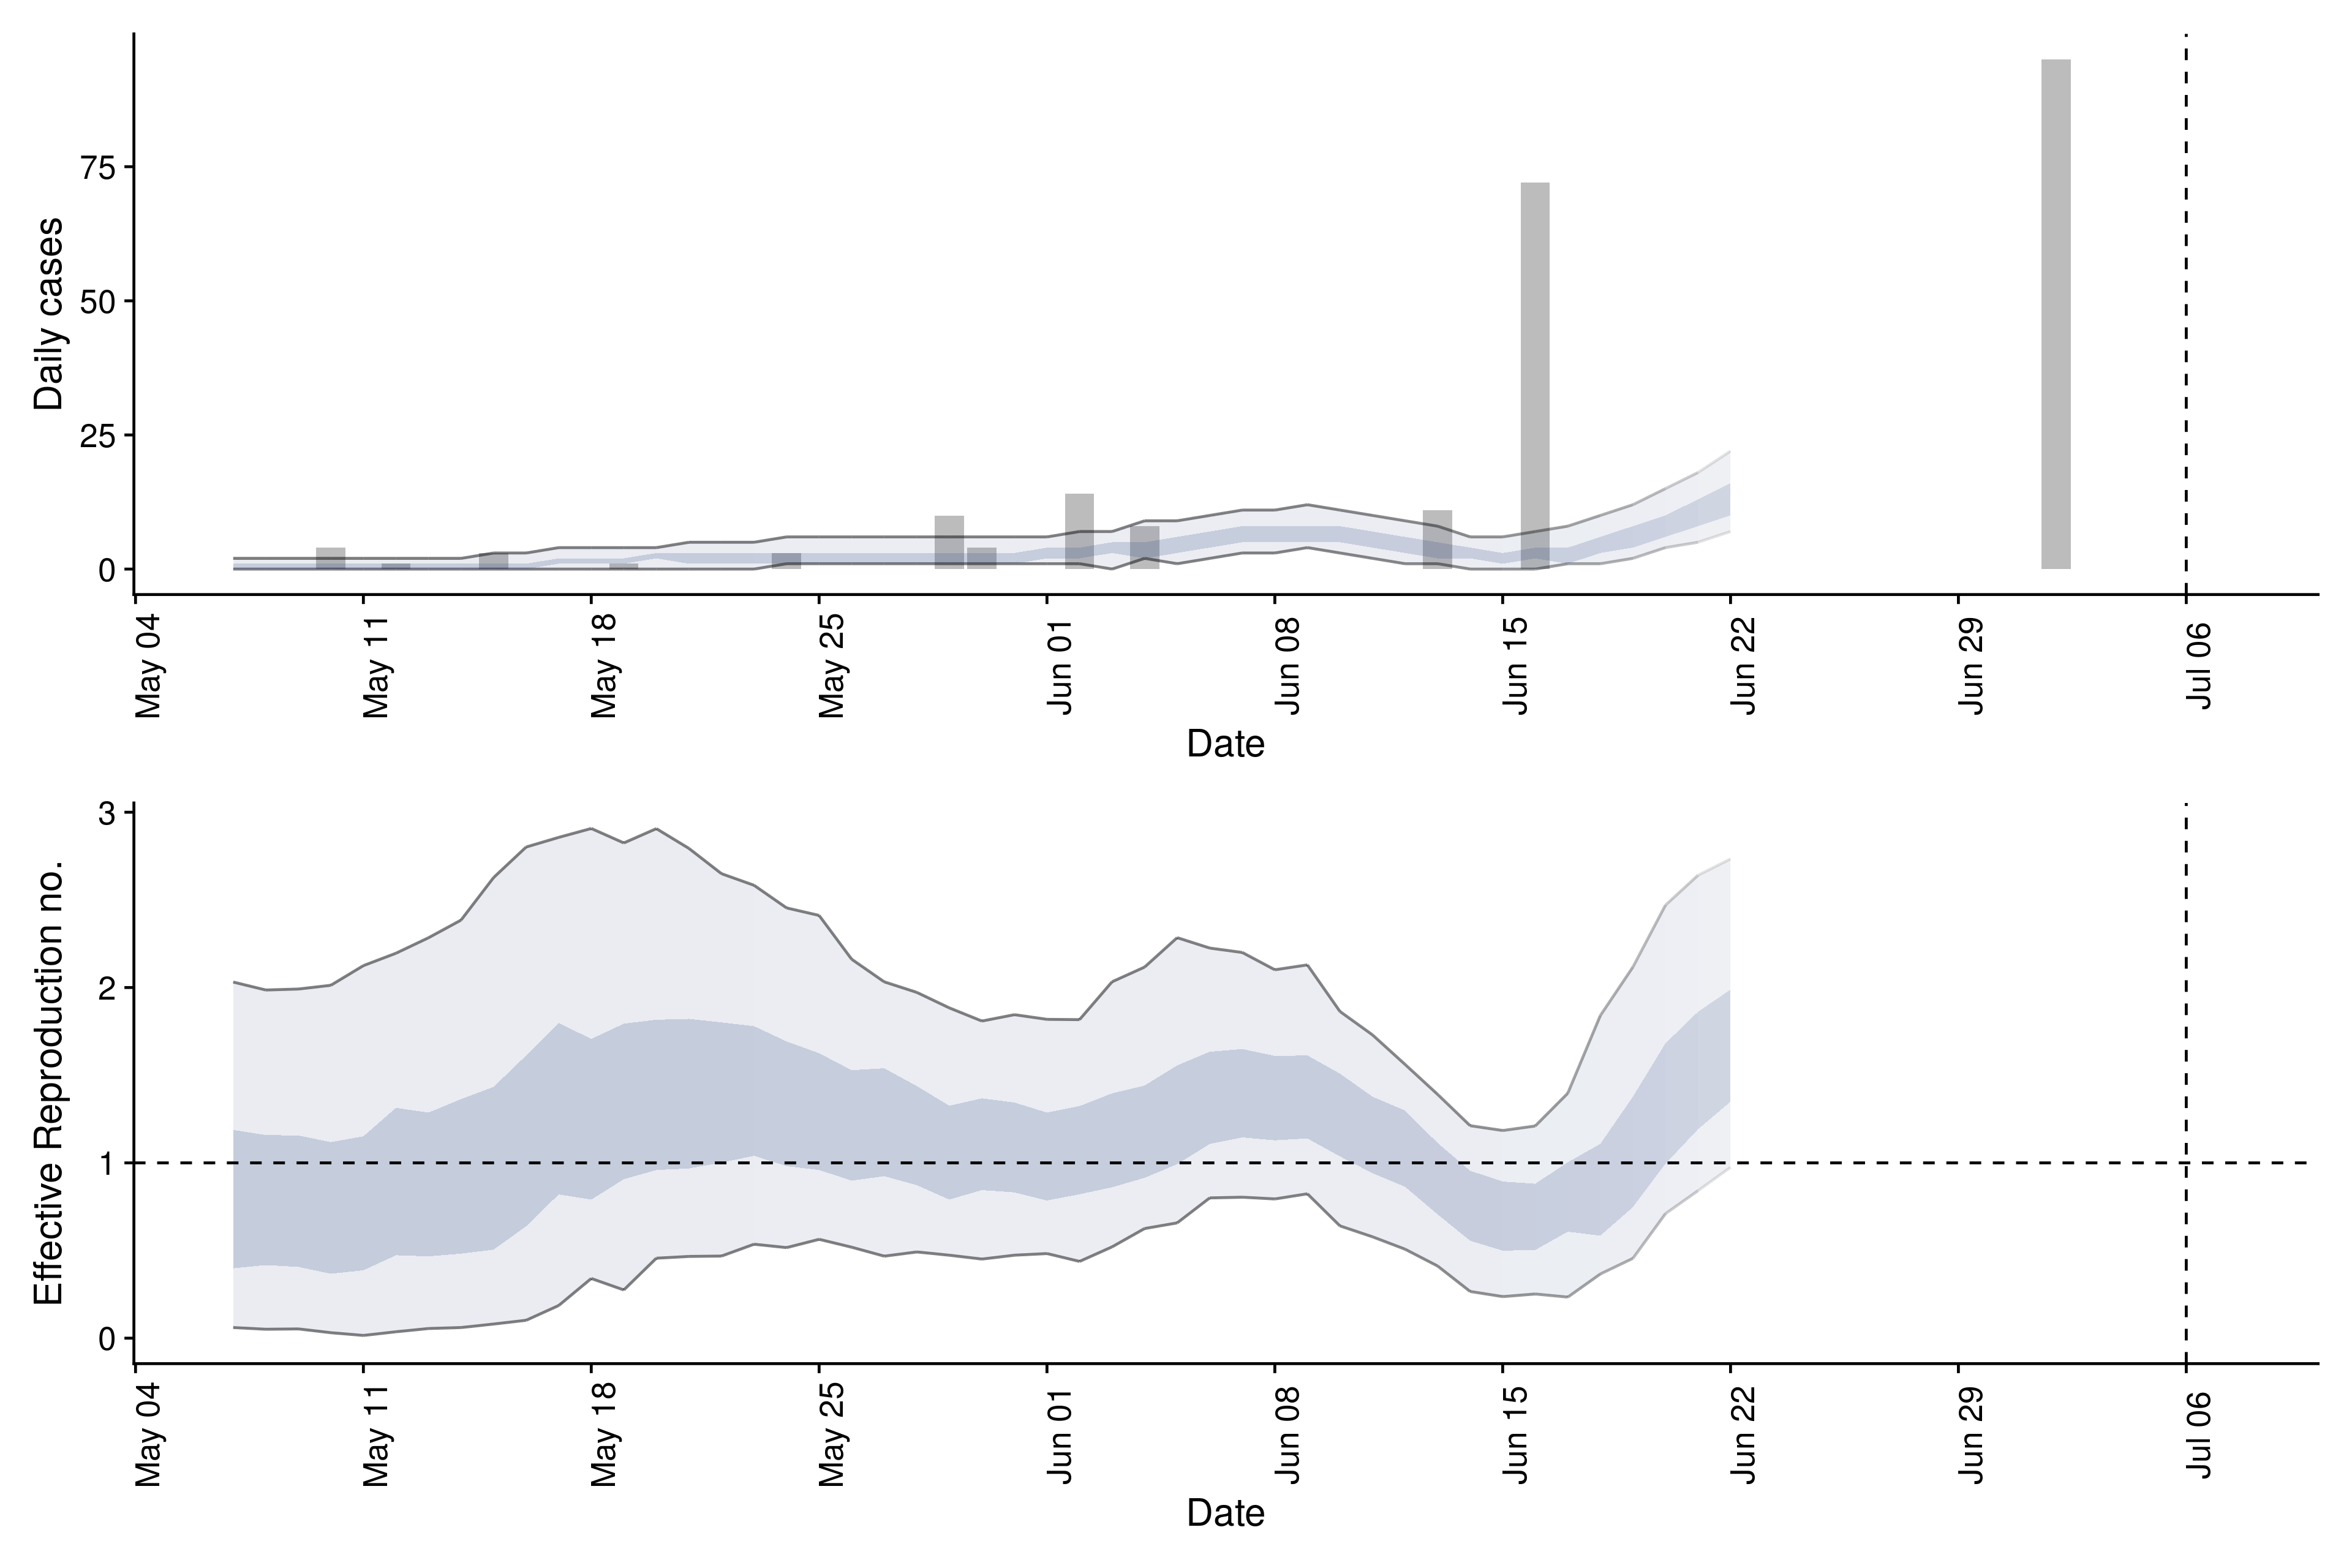 Daily cases
75
50
25
0
May 04
May 11
May 18
May 25
Jun 01
Jun 08
Jun 15
Jun 22
Jun 29
Jul 06
Date
Effective Reproduction no.
3
2
1
0
May 04
May 11
May 18
May 25
Jun 01
Jun 08
Jun 15
Jun 22
Jun 29
Jul 06
Date